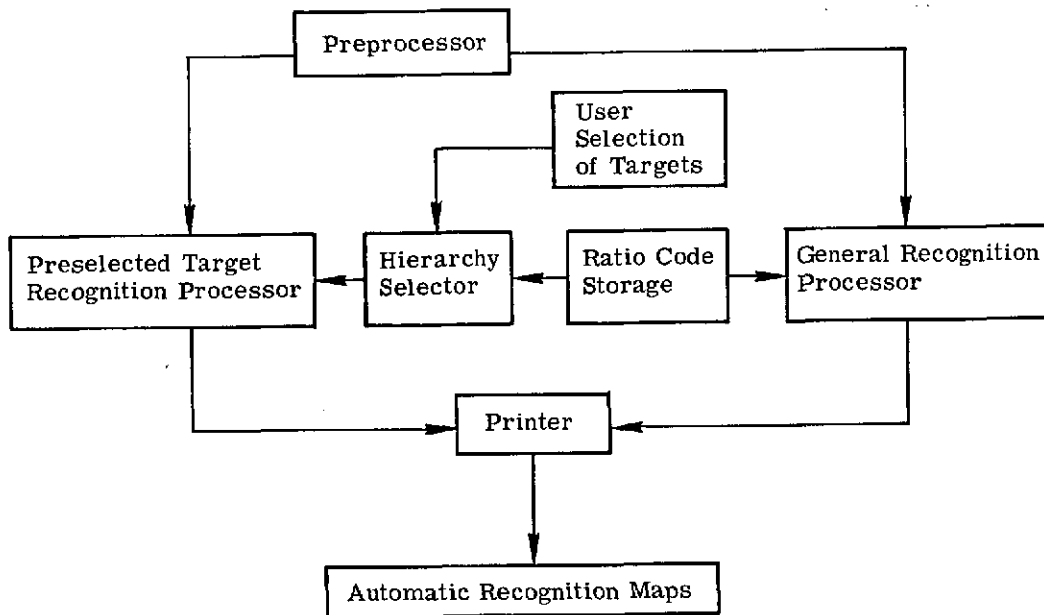 Preprocessor
User
Selection
of Targets
Preselected Target
Recognition Processor
Hierarchy
Selector
Ratio Code
Storage
General Recognition
Processor
Printer
Automatic Recognition Maps